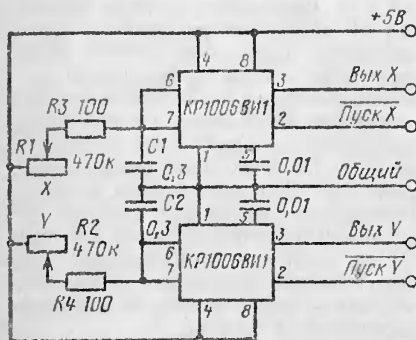 +5В
4 8
6 3 Вых X
R3 100 КР1006ВИ1
7 2 Пуск X
R1 C1
470к 1 5 0,01
X 0,3 Общий
Y C2 0,01
R2 1 5
470к 0,3 3 Вых Y
6 КР1006ВИ1
7 2 Пуск Y
R4 100
4 8